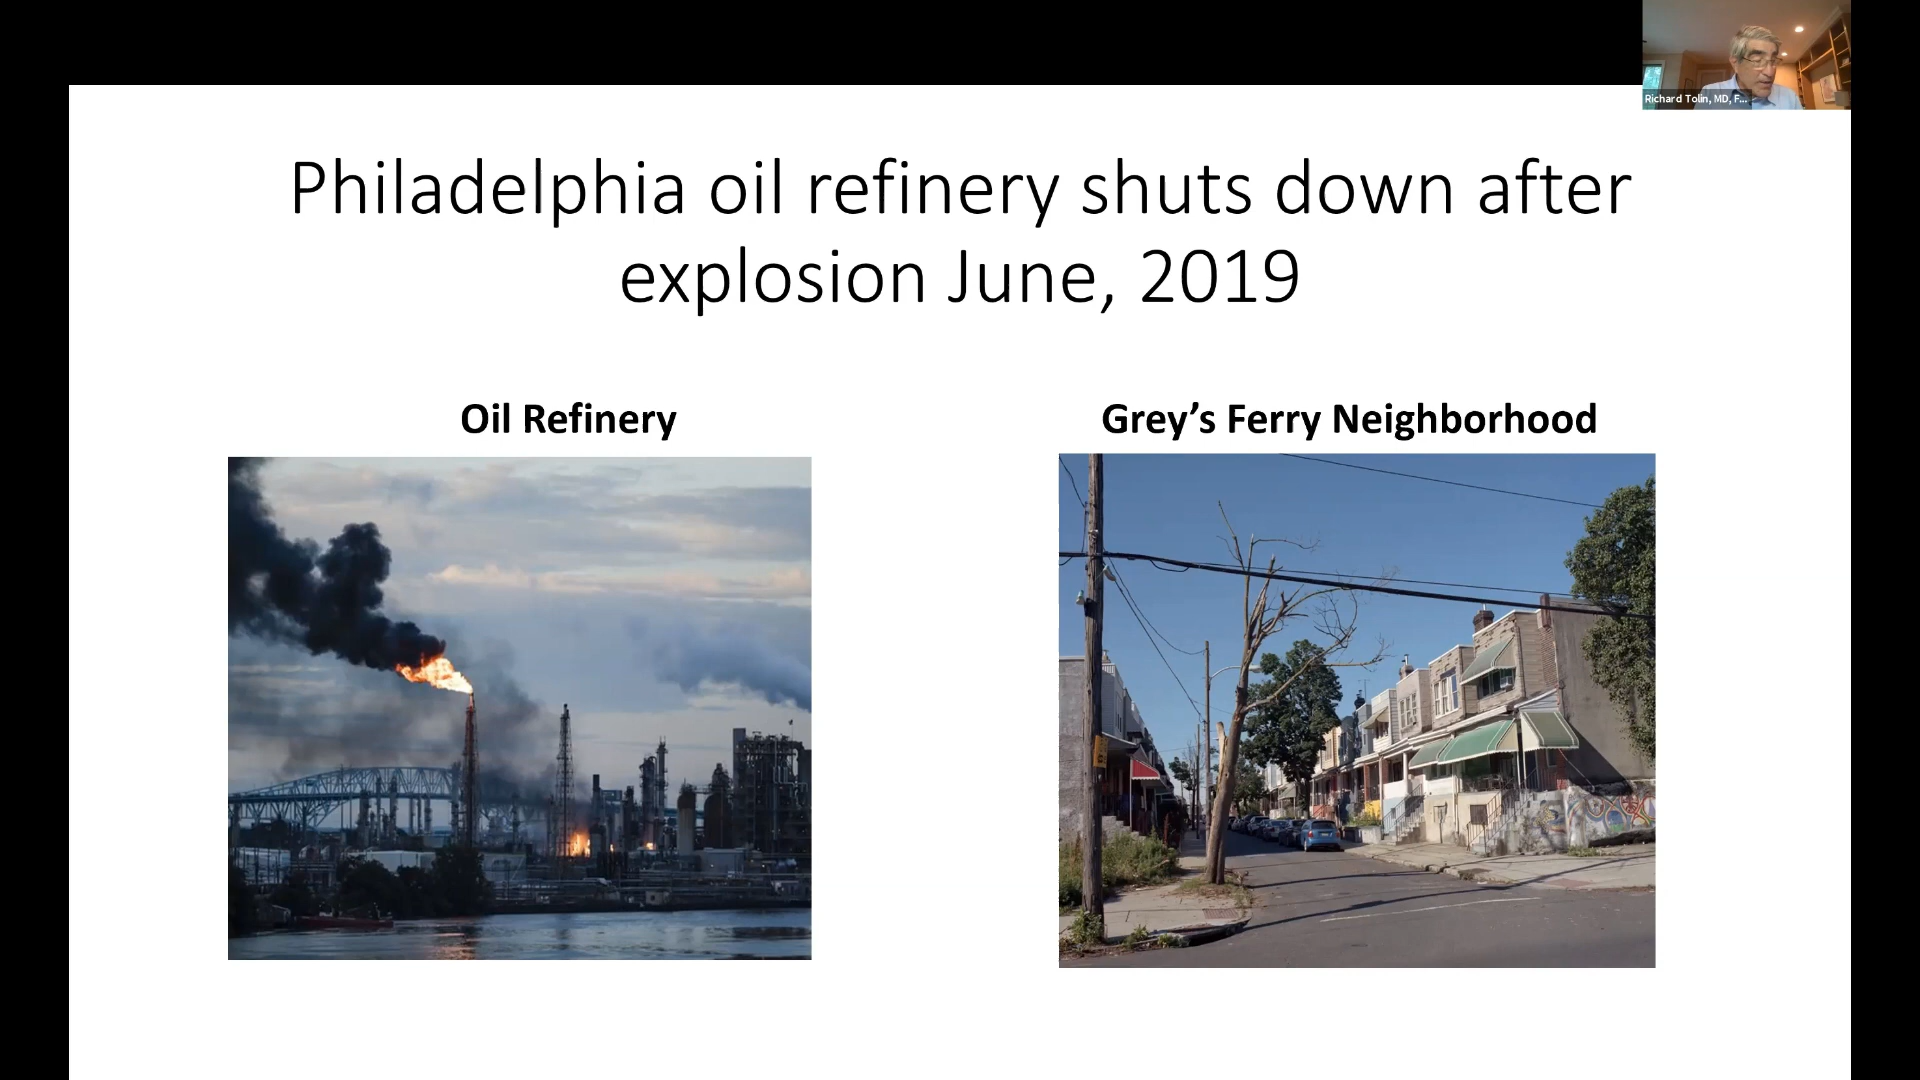 Richard Tolin, MD, F...
Philadelphia oil refinery shuts down after
explosion June, 2019
Oil Refinery
Grey’s Ferry Neighborhood